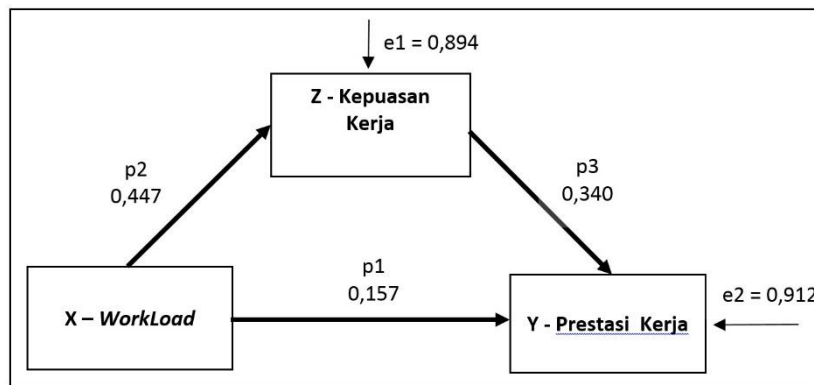 e1 = 0,894
Z - Kepuasan
Kerja
p2
0,447
p3
0,340
p1
0,157
X – WorkLoad
Y - Prestasi Kerja
e2 = 0,912